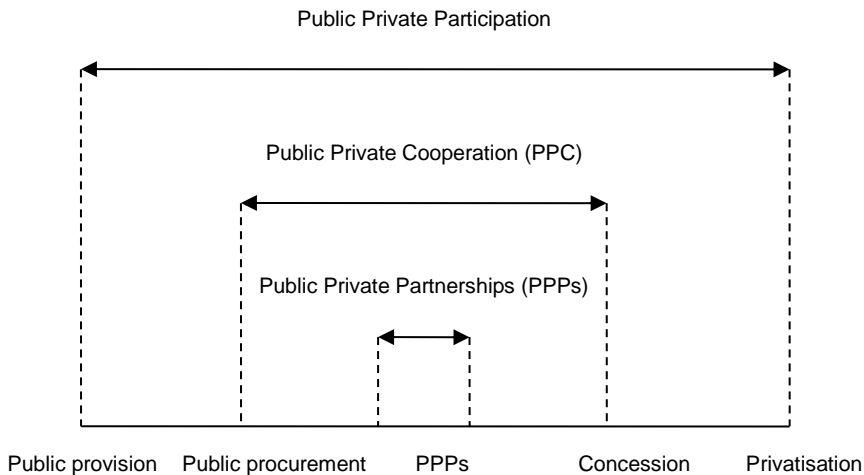 Public Private Participation
Public Private Cooperation (PPC)
Public Private Partnerships (PPPs)
Public provision Public procurement PPPs Concession Privatisation